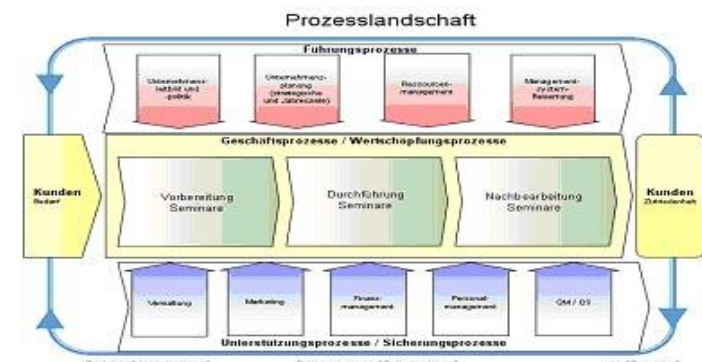 Prozesslandschaft
Führungsprozesse
Unternehmens-
leitbild und
-politik
Unternehmens-
planung
(strategische
und Jahresziele)
Ressourcen-
management
Management-
system-
Bewertung
Geschäftsprozesse / Wertschöpfungsprozesse
Kunden
Bedarf
Vorbereitung
Seminare
Durchführung
Seminare
Nachbearbeitung
Seminare
Kunden
Zufriedenheit
Verwaltung
Marketing
Finanz-
management
Personal-
management
QM / QS
Unterstützungsprozesse / Sicherungsprozesse